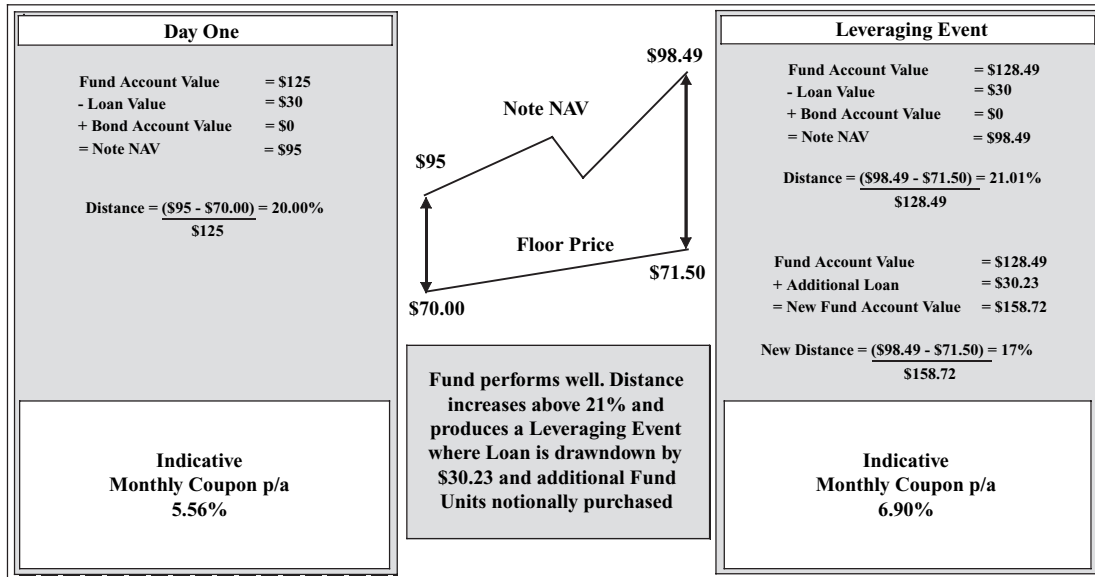 Day One
Fund Account Value = $125
- Loan Value = $30
+ Bond Account Value = $0
= Note NAV = $95
Distance = ($95 - $70.00) = 20.00%
$125
Indicative
Monthly Coupon p/a
5.56%
$98.49
Note NAV
$95
Floor Price
$71.50
$70.00
Fund performs well. Distance
increases above 21% and
produces a Leveraging Event
where Loan is drawndown by
$30.23 and additional Fund
Units notionally purchased
Leveraging Event
Fund Account Value = $128.49
- Loan Value = $30
+ Bond Account Value = $0
= Note NAV = $98.49
Distance = ($98.49 - $71.50) = 21.01%
$128.49
Fund Account Value = $128.49
+ Additional Loan = $30.23
= New Fund Account Value = $158.72
New Distance = ($98.49 - $71.50) = 17%
$158.72
Indicative
Monthly Coupon p/a
6.90%